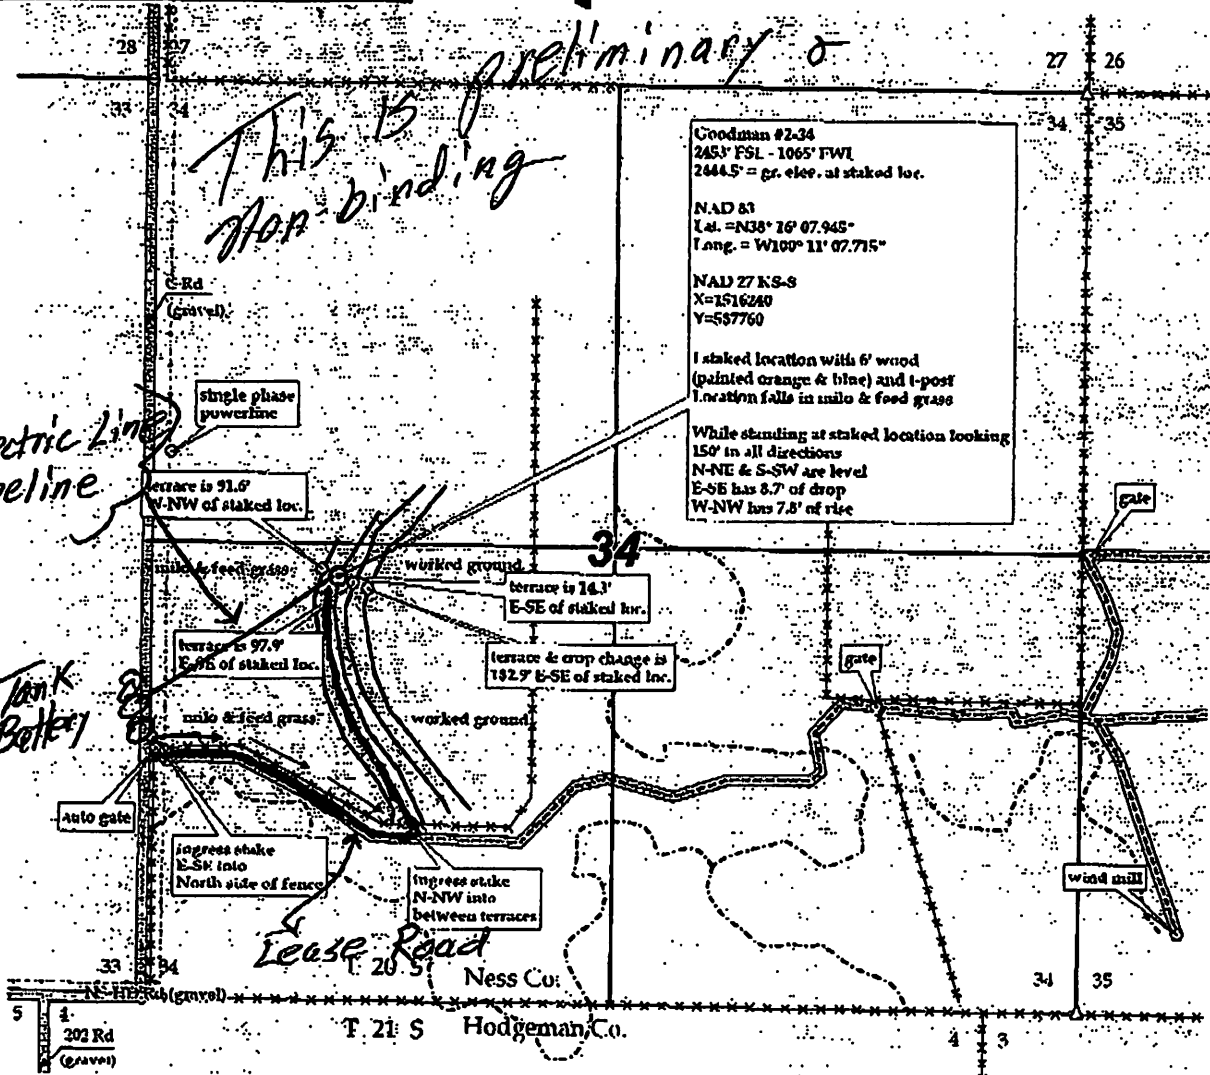 preliminary &
This is
Non-binding
28
27
33
34
27
26
34
35
Goodman #2-34
2453' FSL - 1065' FWL
2444.5' = gr. elev. at staked loc.
NAD 83
Lat. =N38° 16' 07.945"
Long. = W100° 11' 07.715"
NAD 27 KS-S
X=1516240
Y=587760
I staked location with 6' wood
(painted orange & blue) and t-post
Location falls in milo & feed grass
While standing at staked location looking
150' in all directions
N-NE & S-SW are level
E-SE has 8.7' of drop
W-NW has 7.8' of rise
C-Rd
(gravel)
single phase
powerline
ectric Line
peline
terrace is 91.6'
W-NW of staked loc.
gate
34
milo & feed grass
worked ground
terrace is 14.3'
E-SE of staked loc.
terrace is 97.9'
E-SE of staked loc.
terrace & crop change is
132.9' E-SE of staked loc.
gate
Tank
Battery
milo & feed grass
worked ground
Auto gate
ingress stake
E-SE into
North side of fence
ingress stake
N-NW into
between terraces
wind mill
Lease Road
33
34
T 20 S
Ness Co.
34
35
(gravel)
5
4
T 21 S
Hodgeman Co.
202 Rd
(gravel)
4
3